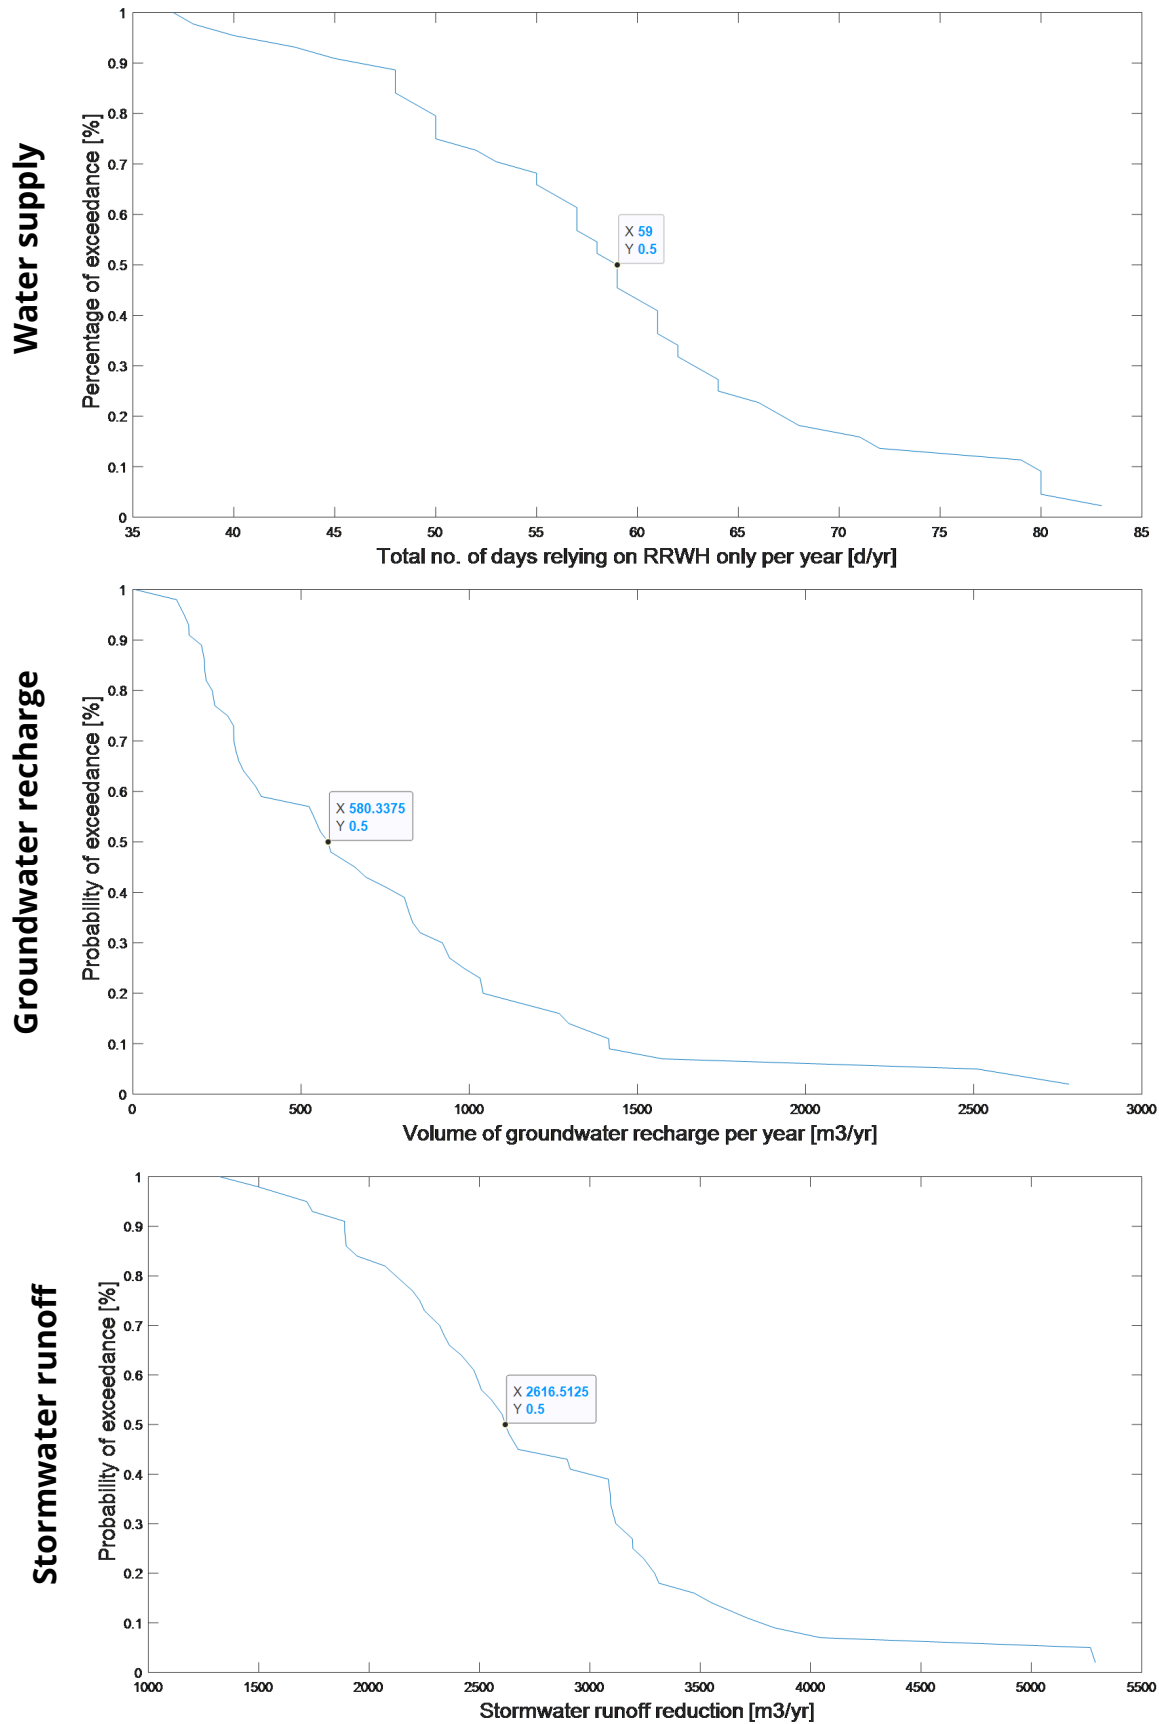 Water supply
Percentage of exceedance [%]
1
0.9
0.8
0.7
0.6
0.5
0.4
0.3
0.2
0.1
0
X 59
Y 0.5
35 40 45 50 55 60 65 70 75 80 85
Total no. of days relying on RRWH only per year [d/yr]
Groundwater recharge
Probability of exceedance [%]
1
0.9
0.8
0.7
0.6
0.5
0.4
0.3
0.2
0.1
0
X 580.3375
Y 0.5
0 500 1000 1500 2000 2500 3000
Volume of groundwater recharge per year [m3/yr]
Stormwater runoff
Probability of exceedance [%]
1
0.9
0.8
0.7
0.6
0.5
0.4
0.3
0.2
0.1
0
X 2616.5125
Y 0.5
1000 1500 2000 2500 3000 3500 4000 4500 5000 5500
Stormwater runoff reduction [m3/yr]